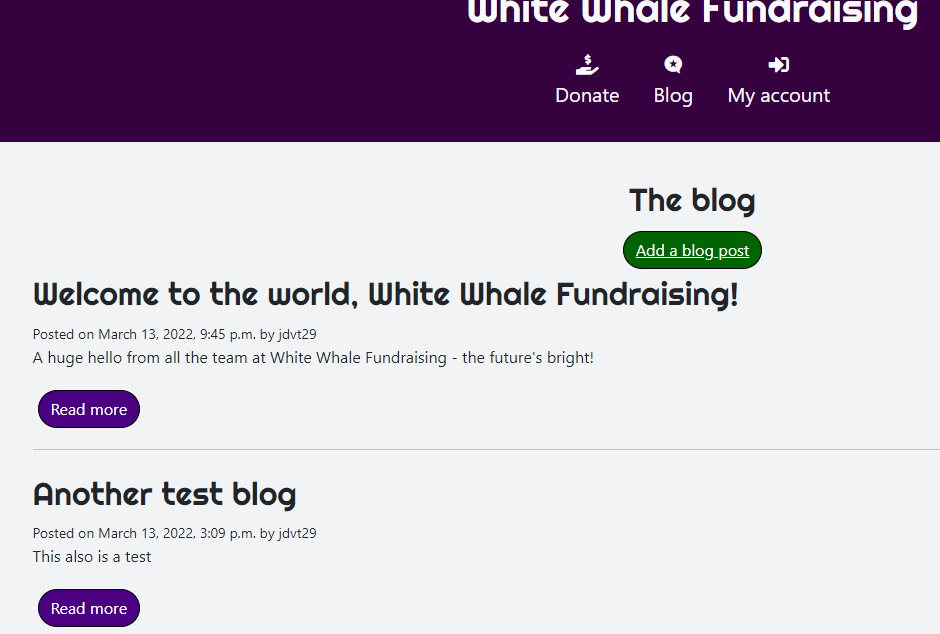 White Whale Fundraising
Donate
Blog
My account
The blog
Add a blog post
Welcome to the world, White Whale Fundraising!
Posted on March 13, 2022, 9:45 p.m. by jdvt29
A huge hello from all the team at White Whale Fundraising - the future's bright!
Read more
Another test blog
Posted on March 13, 2022, 3:09 p.m. by jdvt29
This also is a test
Read more